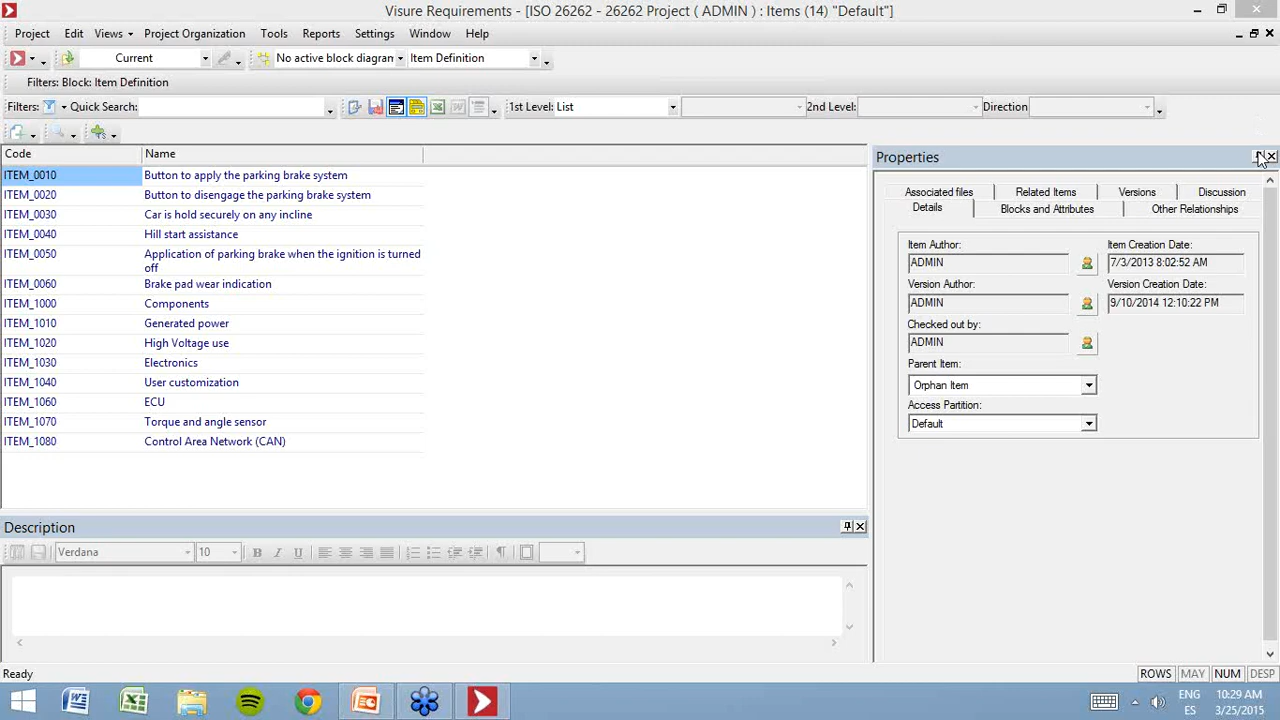 Visure Requirements - [ISO 26262 - 26262 Project ( ADMIN ) : Items (14) "Default"]
Project Edit Views Project Organization Tools Reports Settings Window Help
Current No active block diagram Item Definition
Filters: Block: Item Definition
Filters: Quick Search: 1st Level: List 2nd Level: Direction
Code Name
ITEM_0010 Button to apply the parking brake system
ITEM_0020 Button to disengage the parking brake system
ITEM_0030 Car is hold securely on any incline
ITEM_0040 Hill start assistance
ITEM_0050 Application of parking brake when the ignition is turned
off
ITEM_0060 Brake pad wear indication
ITEM_1000 Components
ITEM_1010 Generated power
ITEM_1020 High Voltage use
ITEM_1030 Electronics
ITEM_1040 User customization
ITEM_1060 ECU
ITEM_1070 Torque and angle sensor
ITEM_1080 Control Area Network (CAN)
Properties
Associated files Related Items Versions Discussion
Details Blocks and Attributes Other Relationships
Item Author: Item Creation Date:
ADMIN 7/3/2013 8:02:52 AM
Version Author: Version Creation Date:
ADMIN 9/10/2014 12:10:22 PM
Checked out by:
ADMIN
Parent Item:
Orphan Item
Access Partition:
Default
Description
Verdana 10 B I U
Ready ROWS MAY NUM DESP
ENG 10:29 AM
ES 3/25/2015